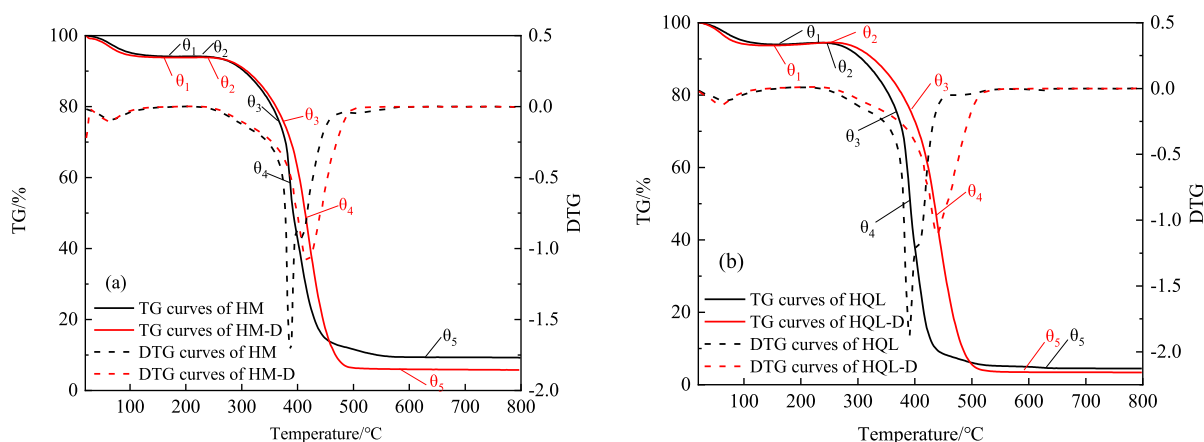 100
80
60
40
20
0
TG/%
0.5
0.0
-0.5
-1.0
-1.5
-2.0
DTG
100 200 300 400 500 600 700 800
Temperature/°C
θ1 θ2
θ1 θ2
θ3
θ3
θ4
θ4
θ5
θ5
(a)
TG curves of HM
TG curves of HM-D
DTG curves of HM
DTG curves of HM-D
100
80
60
40
20
0
TG/%
0.5
0.0
-0.5
-1.0
-1.5
-2.0
DTG
100 200 300 400 500 600 700 800
Temperature/°C
θ1 θ2
θ1 θ2
θ3
θ3
θ4
θ4
θ5 θ5
(b)
TG curves of HQL
TG curves of HQL-D
DTG curves of HQL
DTG curves of HQL-D